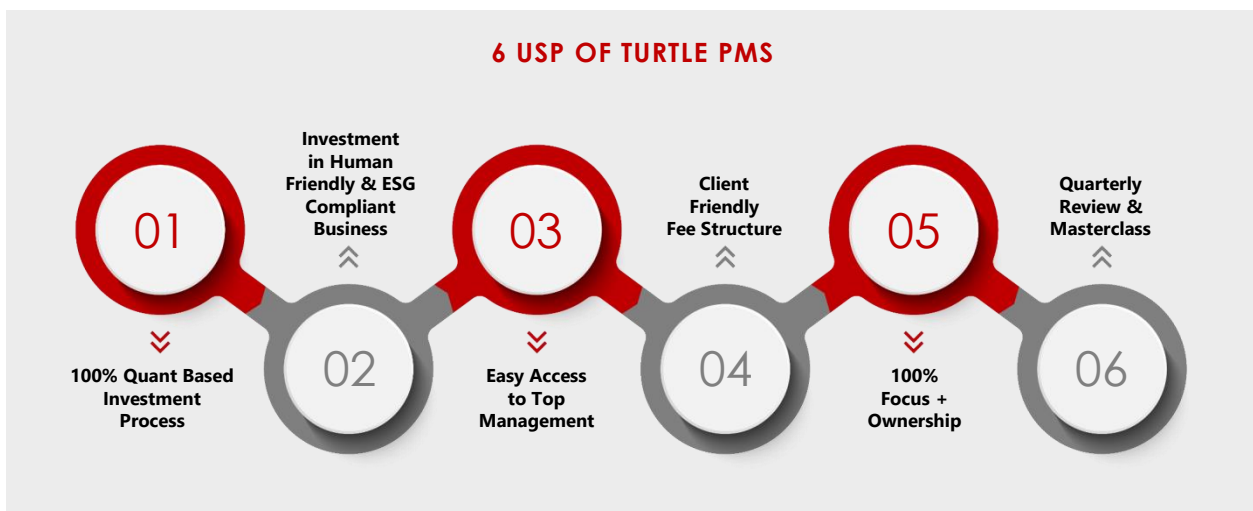 6 USP OF TURTLE PMS
01
100% Quant Based
Investment
Process
Investment
in Human
Friendly & ESG
Compliant
Business
02
03
Easy Access
to Top
Management
Client
Friendly
Fee Structure
04
05
100%
Focus +
Ownership
Quarterly
Review &
Masterclass
06